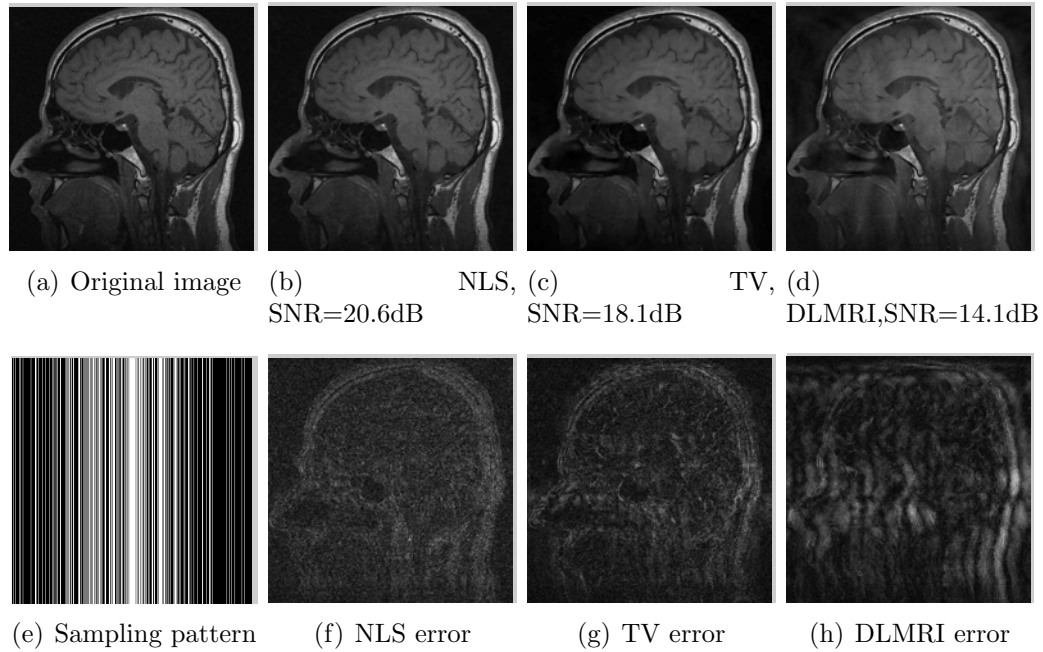 (a) Original image
(b) NLS,
SNR=20.6dB
(c) TV,
SNR=18.1dB
(d)
DLMRI,SNR=14.1dB
(e) Sampling pattern
(f) NLS error
(g) TV error
(h) DLMRI error